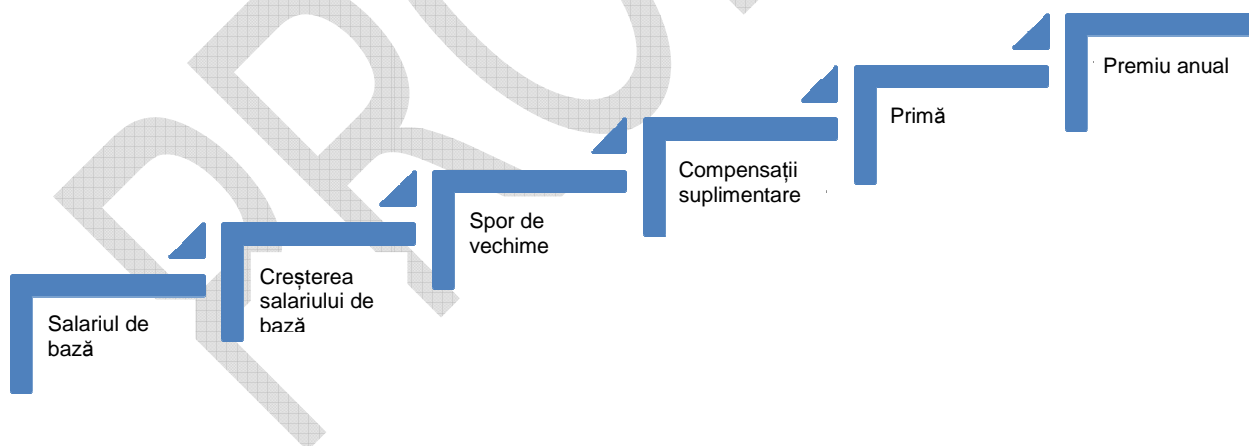 Salariul de
bază
Creșterea
salariului de
bază
Spor de
vechime
Compensații
suplimentare
Primă
Premiu anual